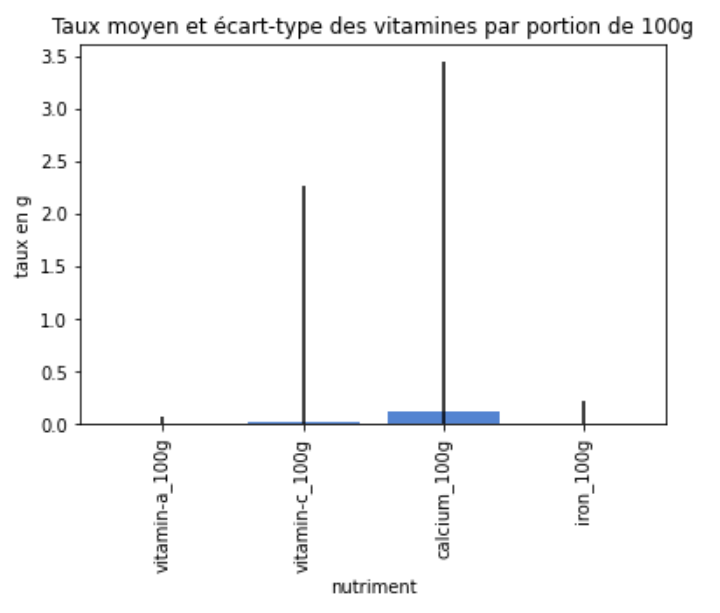 Taux moyen et écart-type des vitamines par portion de 100g
3.5
3.0
2.5
2.0
1.5
1.0
0.5
0.0
taux en g
vitamin-a_100g
vitamin-c_100g
calcium_100g
iron_100g
nutriment